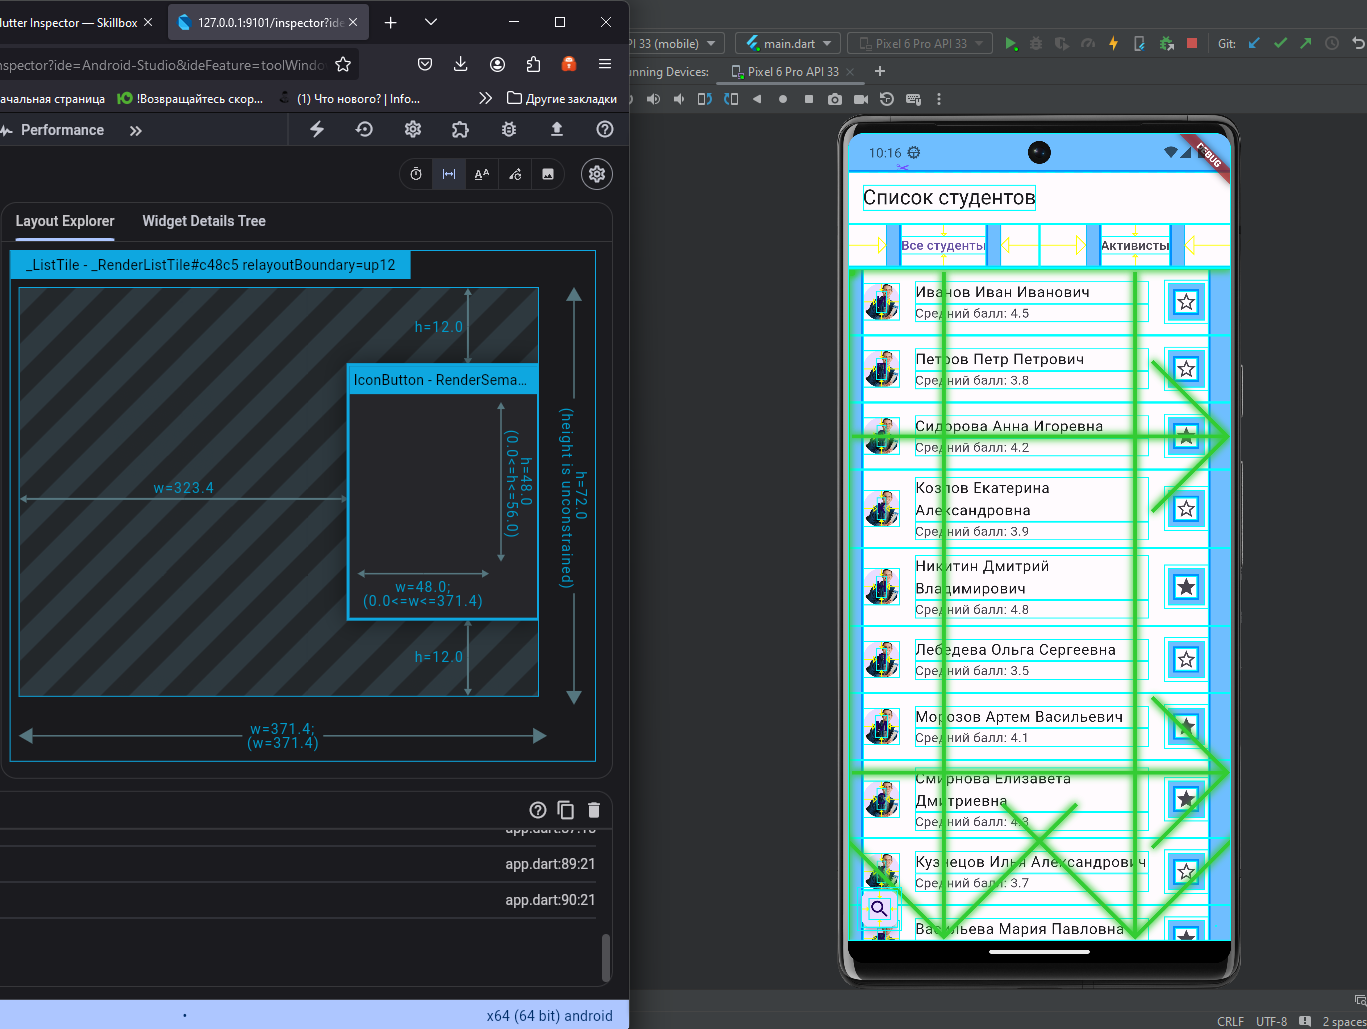 lutter Inspector — Skillbox
127.0.0.1:9101/inspector?ide
nspector?ide=Android-Studio&ideFeature=toolWindo
ачальная страница
!Возвращайтесь скор...
(1) Что нового? | Info...
Другие закладки
Performance
Layout Explorer
Widget Details Tree
_ListTile - _RenderListTile#c48c5 relayoutBoundary=up12
h=12.0
IconButton - RenderSema...
h=48.0
(0.0<=h<=56.0)
w=323.4
w=48.0;
(0.0<=w<=371.4)
h=72.0
(height is unconstrained)
h=12.0
w=371.4;
(w=371.4)
app.dart:87:18
app.dart:89:21
app.dart:90:21
x64 (64 bit) android
PI 33 (mobile)
main.dart
Pixel 6 Pro API 33
Git:
unning Devices:
Pixel 6 Pro API 33
10:16
DEBUG
Список студентов
Все студенты
Активисты
Иванов Иван Иванович
Средний балл: 4.5
Петров Петр Петрович
Средний балл: 3.8
Сидорова Анна Игоревна
Средний балл: 4.2
Козлов Екатерина
Александровна
Средний балл: 3.9
Никитин Дмитрий
Владимирович
Средний балл: 4.8
Лебедева Ольга Сергеевна
Средний балл: 3.5
Морозов Артем Васильевич
Средний балл: 4.1
Смирнова Елизавета
Дмитриевна
Средний балл: 4.3
Кузнецов Илья Александрович
Средний балл: 3.7
Васильева Мария Павловна
CRLF
UTF-8
2 spaces